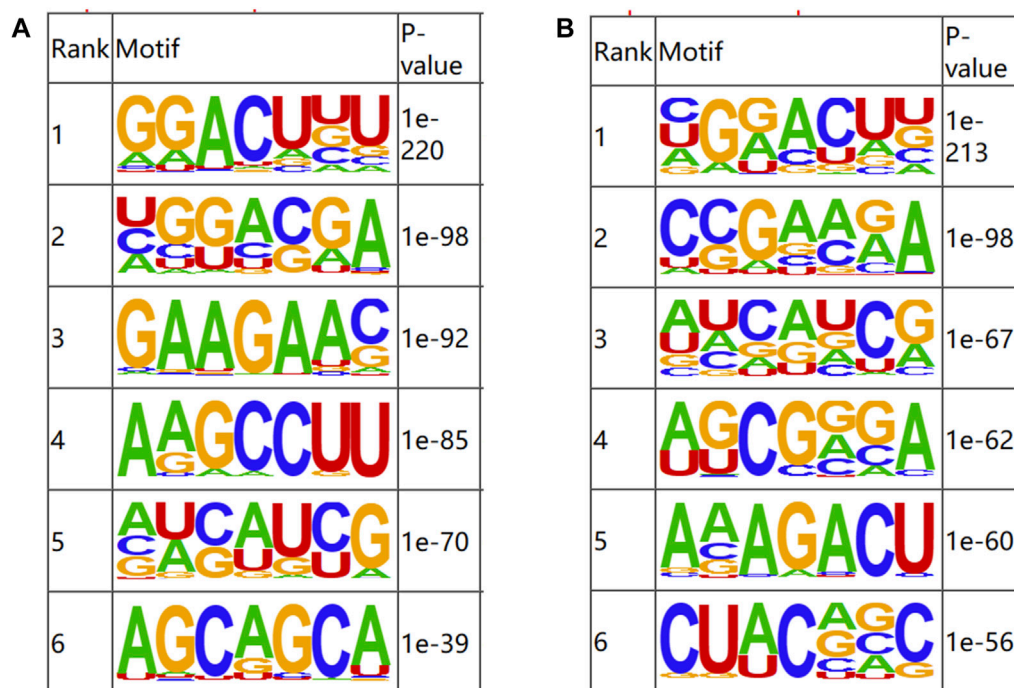 A
Rank Motif P-
value
1 GGACUUU 1e-
220
2 UGGACGA 1e-98
3 GAAGAAC 1e-92
4 AAGCCUU 1e-85
5 AUCAUCG 1e-70
6 AGCAGCA 1e-39
B
Rank Motif P-
value
1 CGGACUU 1e-
213
2 CCGAAGA 1e-98
3 AUCAUCG 1e-67
4 AGCGGGA 1e-62
5 AAAGACU 1e-60
6 CUACAGC 1e-56